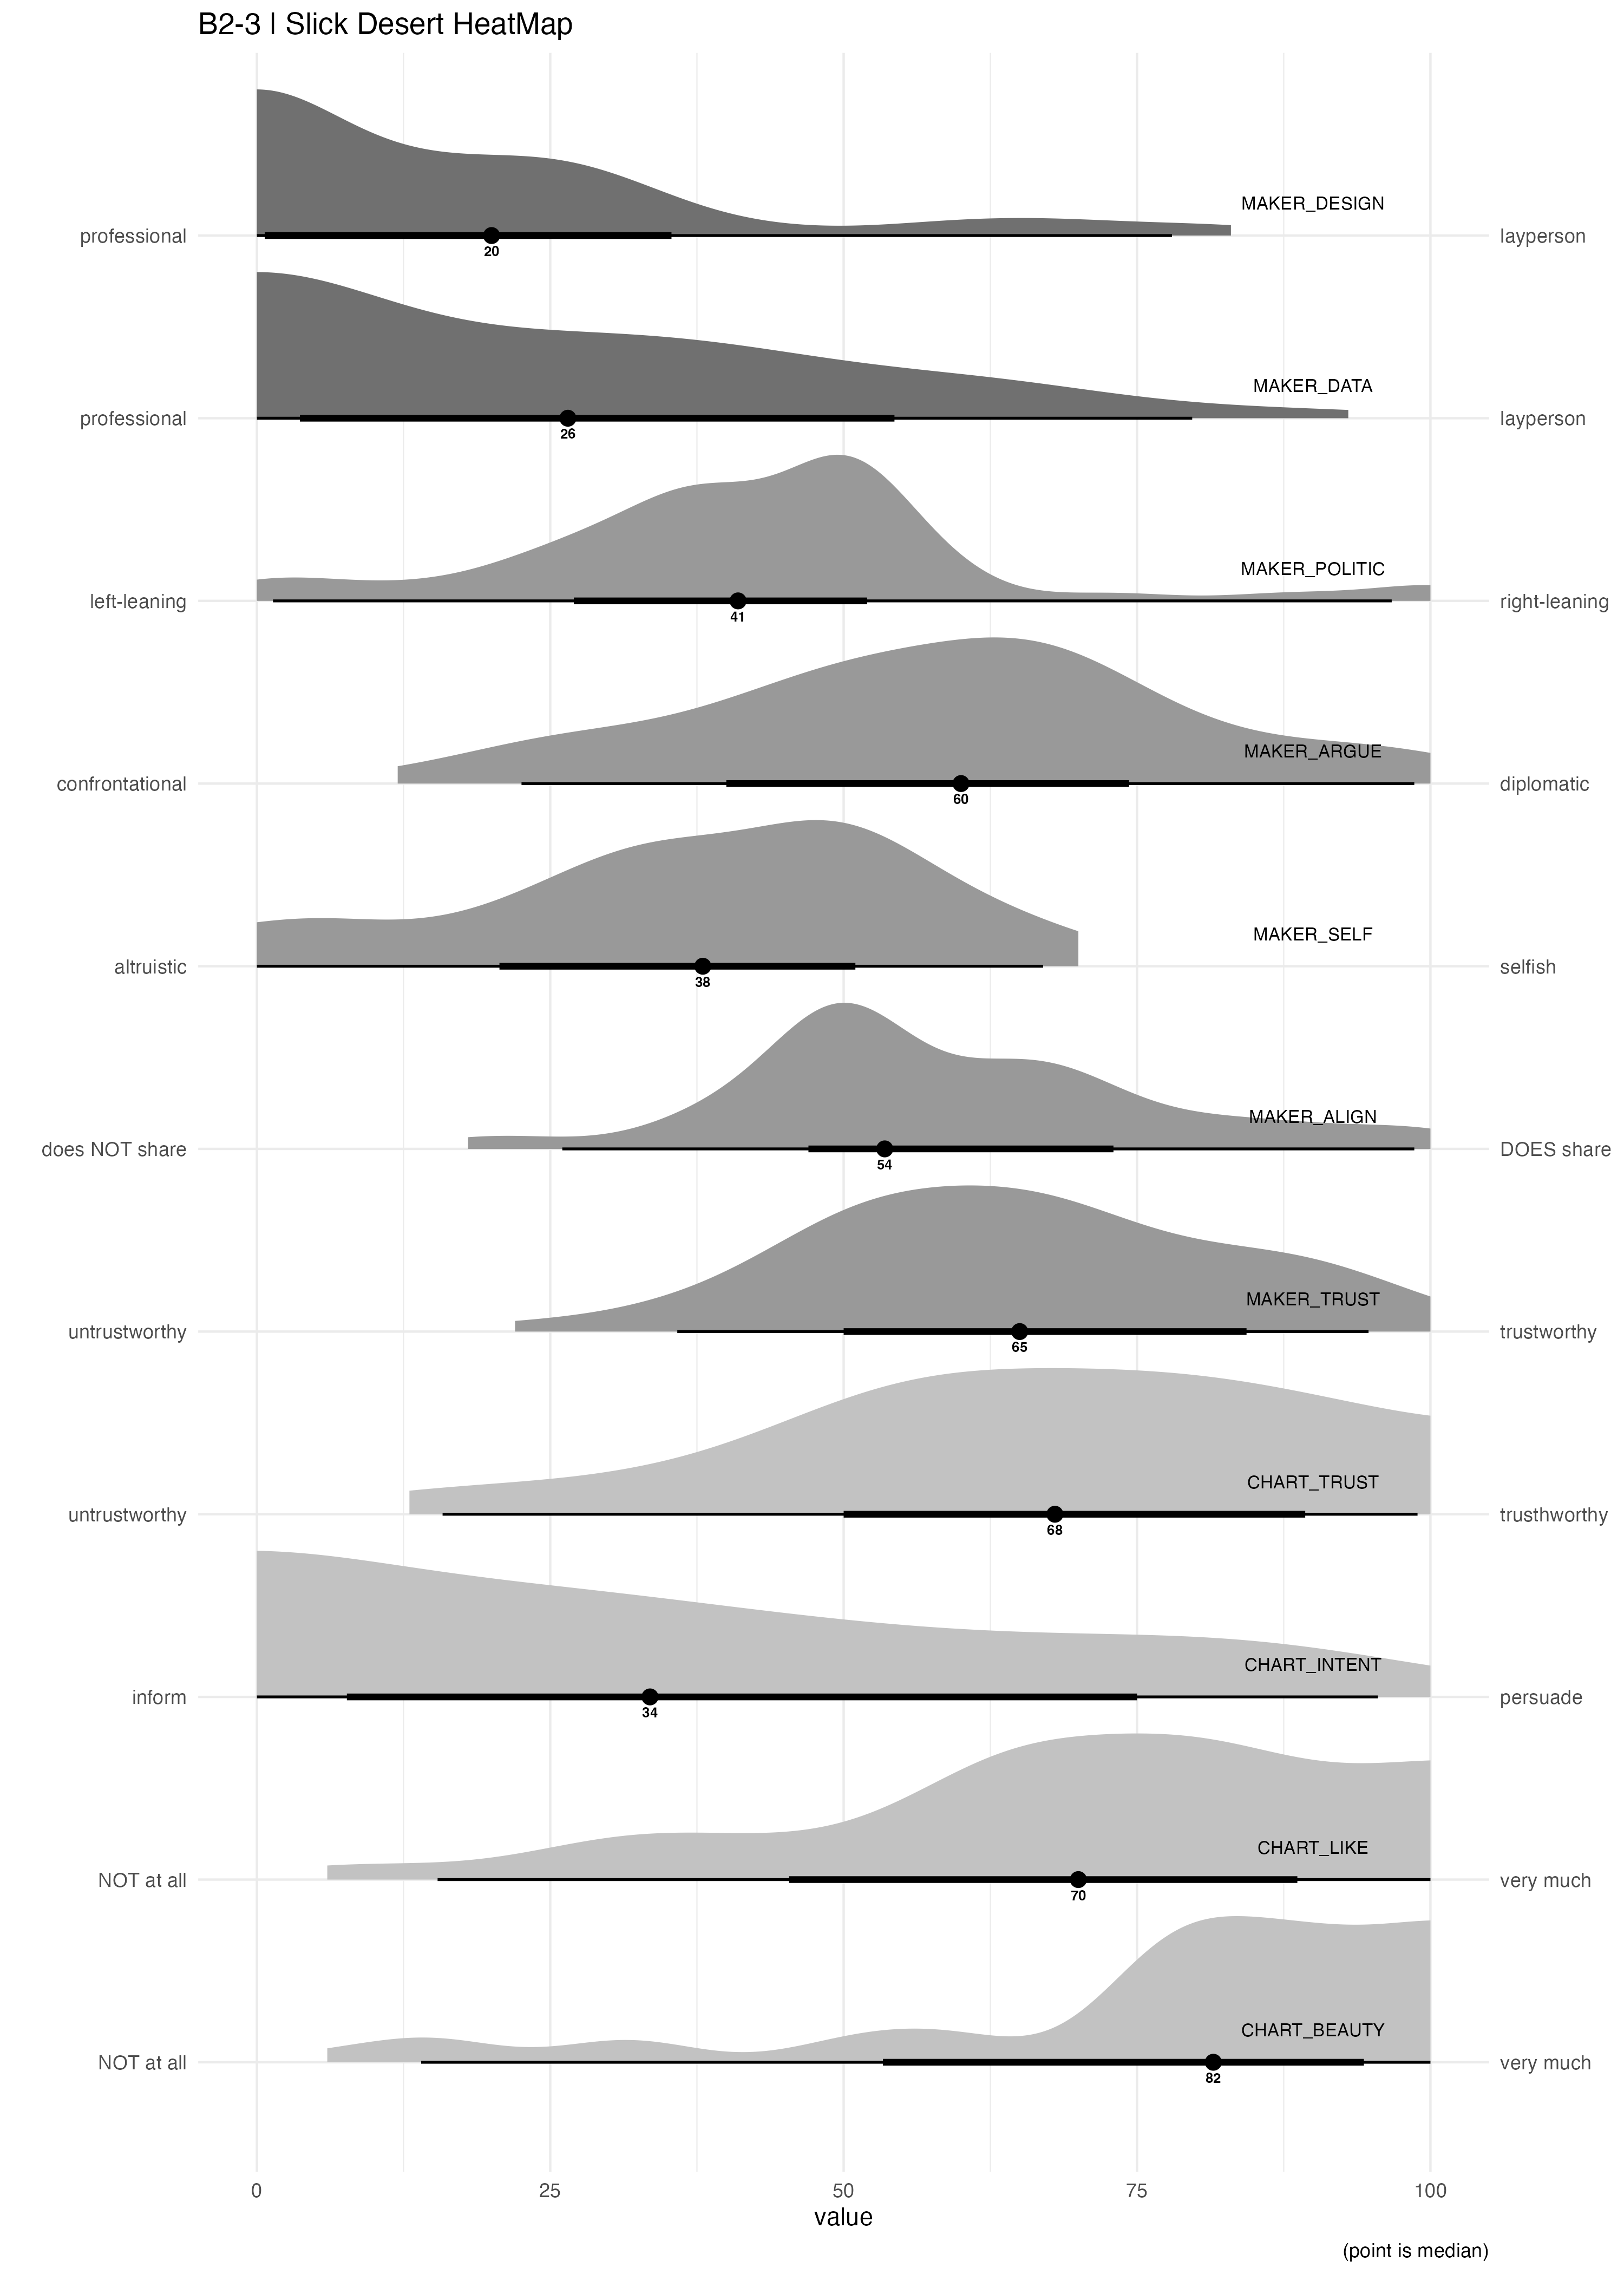 B2-3 | Slick Desert HeatMap
MAKER_DESIGN
professional
layperson
20
MAKER_DATA
professional
layperson
26
MAKER_POLITIC
left-leaning
right-leaning
41
MAKER_ARGUE
confrontational
diplomatic
60
MAKER_SELF
altruistic
selfish
38
MAKER_ALIGN
does NOT share
DOES share
54
MAKER_TRUST
untrustworthy
trustworthy
65
CHART_TRUST
untrustworthy
trusthworthy
68
CHART_INTENT
inform
persuade
34
CHART_LIKE
NOT at all
very much
70
CHART_BEAUTY
NOT at all
very much
82
0 25 50 75 100
value
(point is median)